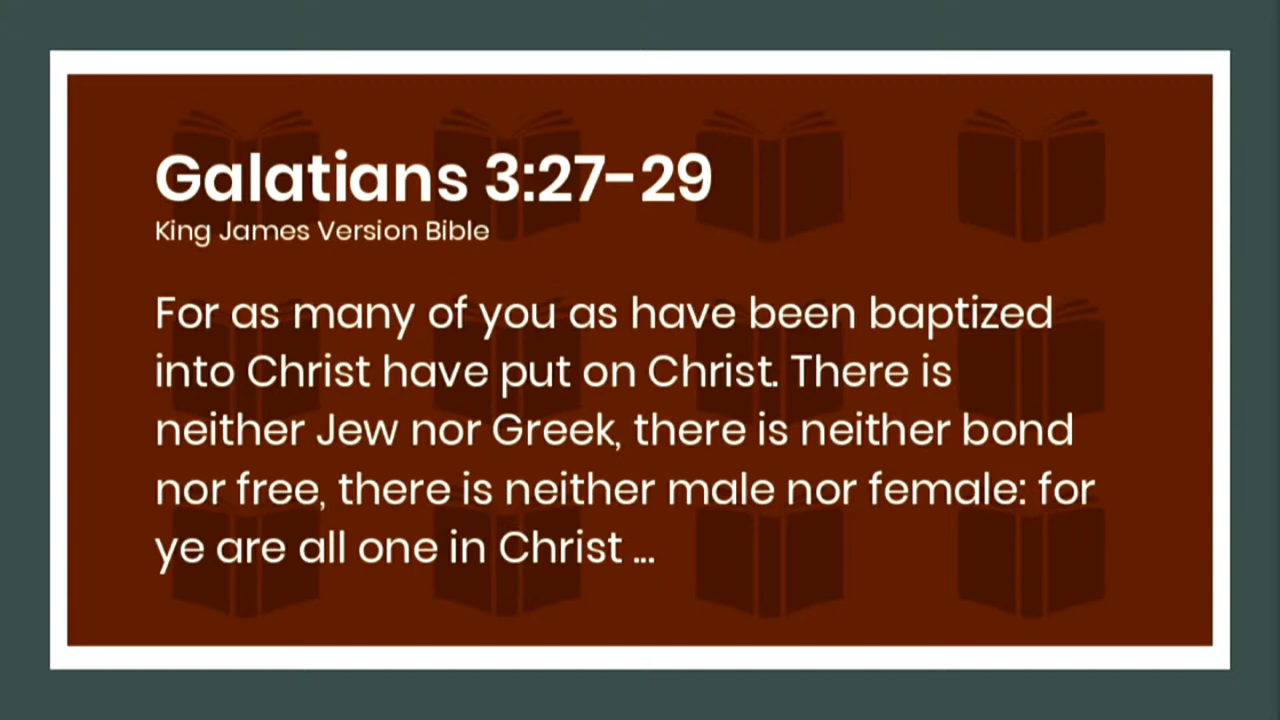 Galatians 3:27-29
King James Version Bible
For as many of you as have been baptized
into Christ have put on Christ. There is
neither Jew nor Greek, there is neither bond
nor free, there is neither male nor female: for
ye are all one in Christ ...